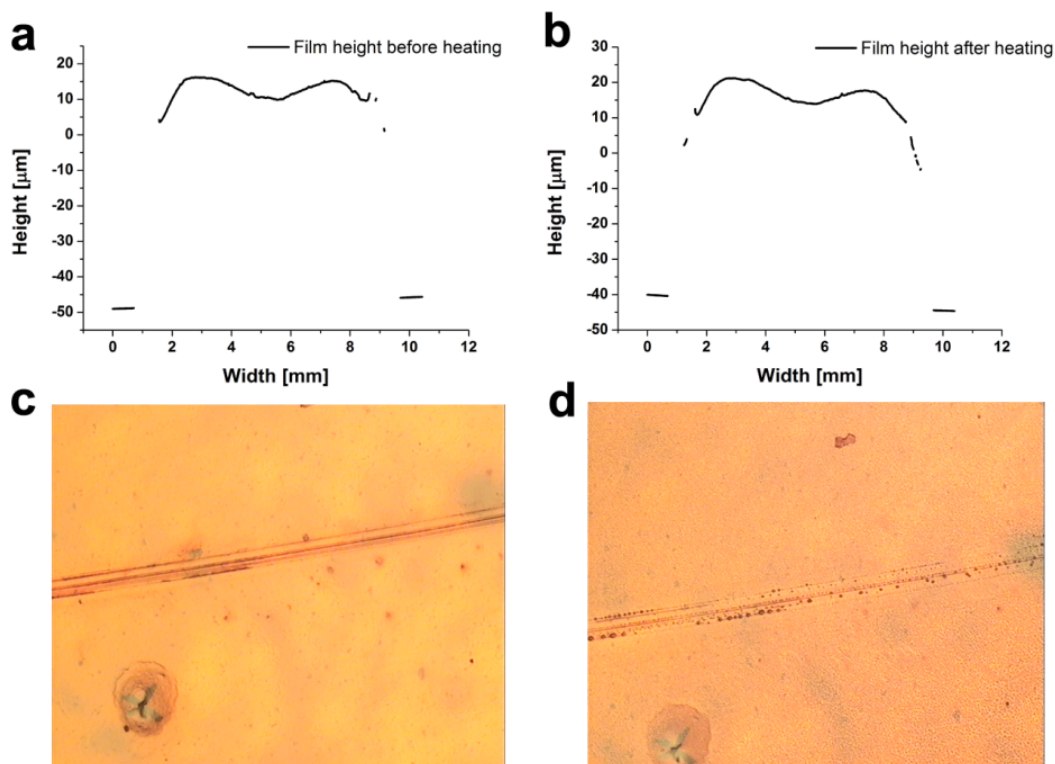 a
Film height before heating
20
10
0
-10
-20
-30
-40
-50
Height [µm]
0 2 4 6 8 10 12
Width [mm]
b
Film height after heating
30
20
10
0
-10
-20
-30
-40
-50
Height [µm]
0 2 4 6 8 10 12
Width [mm]
c
d